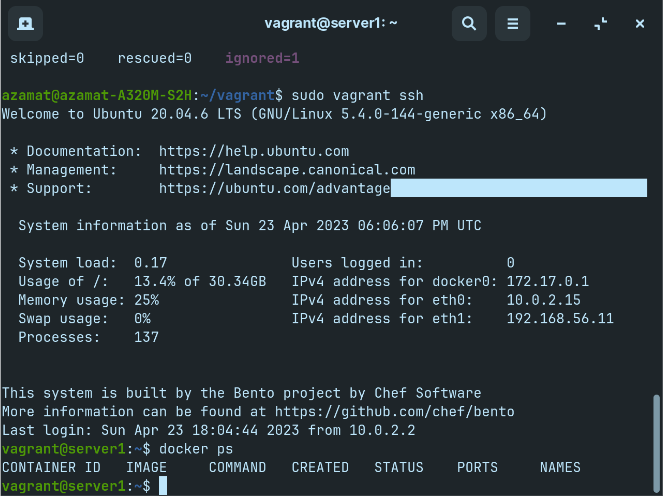 vagrant@server1: ~
skipped=0    rescued=0    ignored=1
azamat@azamat-A320M-S2H:~/vagrant$ sudo vagrant ssh
Welcome to Ubuntu 20.04.6 LTS (GNU/Linux 5.4.0-144-generic x86_64)
 * Documentation:  https://help.ubuntu.com
 * Management:     https://landscape.canonical.com
 * Support:        https://ubuntu.com/advantage
  System information as of Sun 23 Apr 2023 06:06:07 PM UTC
  System load:  0.17               Users logged in:          0
  Usage of /:   13.4% of 30.34GB   IPv4 address for docker0: 172.17.0.1
  Memory usage: 25%                IPv4 address for eth0:    10.0.2.15
  Swap usage:   0%                 IPv4 address for eth1:    192.168.56.11
  Processes:    137
This system is built by the Bento project by Chef Software
More information can be found at https://github.com/chef/bento
Last login: Sun Apr 23 18:04:44 2023 from 10.0.2.2
vagrant@server1:~$ docker ps
CONTAINER ID   IMAGE     COMMAND   CREATED   STATUS    PORTS     NAMES
vagrant@server1:~$